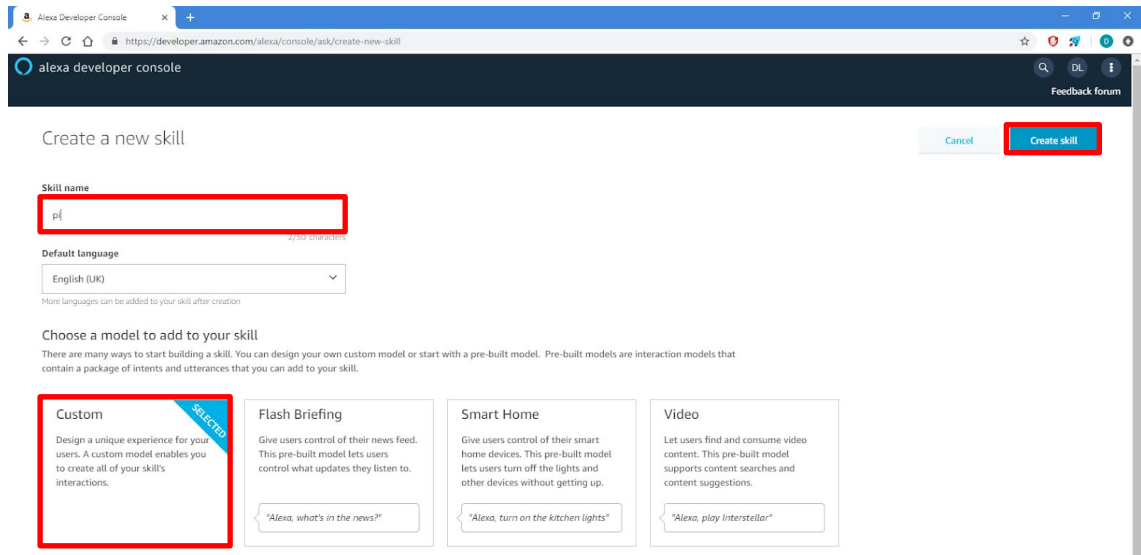 a Alexa Developer Console
https://developer.amazon.com/alexa/console/ask/create-new-skill
D
alexa developer console
DL
Feedback forum
Create a new skill
Cancel
Create skill
Skill name
pi
2/50 characters
Default language
English (UK)
More languages can be added to your skill after creation
Choose a model to add to your skill
There are many ways to start building a skill. You can design your own custom model or start with a pre-built model. Pre-built models are interaction models that
contain a package of intents and utterances that you can add to your skill.
Custom
SELECTED
Design a unique experience for your
users. A custom model enables you
to create all of your skill's
interactions.
Flash Briefing
Give users control of their news feed.
This pre-built model lets users
control what updates they listen to.
"Alexa, what's in the news?"
Smart Home
Give users control of their smart
home devices. This pre-built model
lets users turn off the lights and
other devices without getting up.
"Alexa, turn on the kitchen lights"
Video
Let users find and consume video
content. This pre-built model
supports content searches and
content suggestions.
"Alexa, play Interstellar"